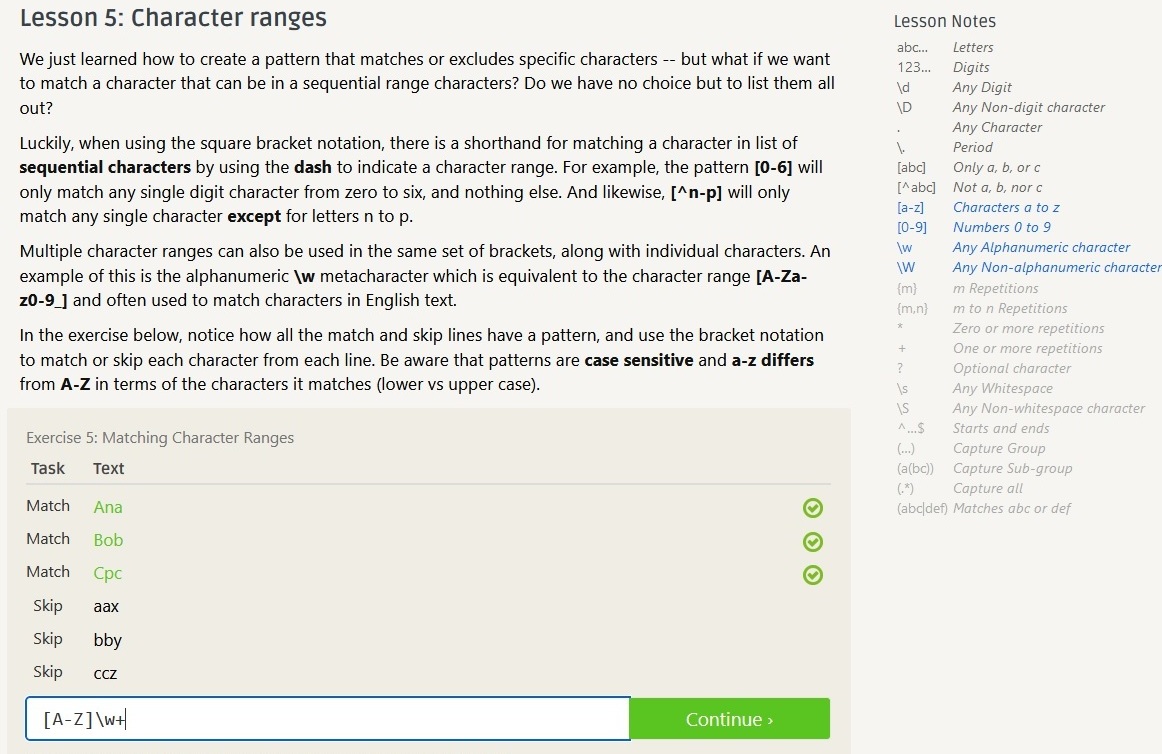 Lesson 5: Character ranges
We just learned how to create a pattern that matches or excludes specific characters -- but what if we want
to match a character that can be in a sequential range characters? Do we have no choice but to list them all
out?
Luckily, when using the square bracket notation, there is a shorthand for matching a character in list of
sequential characters by using the dash to indicate a character range. For example, the pattern [0-6] will
only match any single digit character from zero to six, and nothing else. And likewise, [^n-p] will only
match any single character except for letters n to p.
Multiple character ranges can also be used in the same set of brackets, along with individual characters. An
example of this is the alphanumeric \w metacharacter which is equivalent to the character range [A-Za-
z0-9_] and often used to match characters in English text.
In the exercise below, notice how all the match and skip lines have a pattern, and use the bracket notation
to match or skip each character from each line. Be aware that patterns are case sensitive and a-z differs
from A-Z in terms of the characters it matches (lower vs upper case).
Exercise 5: Matching Character Ranges
Task Text
Match Ana
Match Bob
Match Cpc
Skip aax
Skip bby
Skip ccz
[A-Z]\w+
Continue ›
Lesson Notes
abc... Letters
123... Digits
\d Any Digit
\D Any Non-digit character
. Any Character
\. Period
[abc] Only a, b, or c
[^abc] Not a, b, nor c
[a-z] Characters a to z
[0-9] Numbers 0 to 9
\w Any Alphanumeric character
\W Any Non-alphanumeric character
{m} m Repetitions
{m,n} m to n Repetitions
* Zero or more repetitions
+ One or more repetitions
? Optional character
\s Any Whitespace
\S Any Non-whitespace character
^...$ Starts and ends
(...) Capture Group
(a(bc)) Capture Sub-group
(.*) Capture all
(abc|def) Matches abc or def